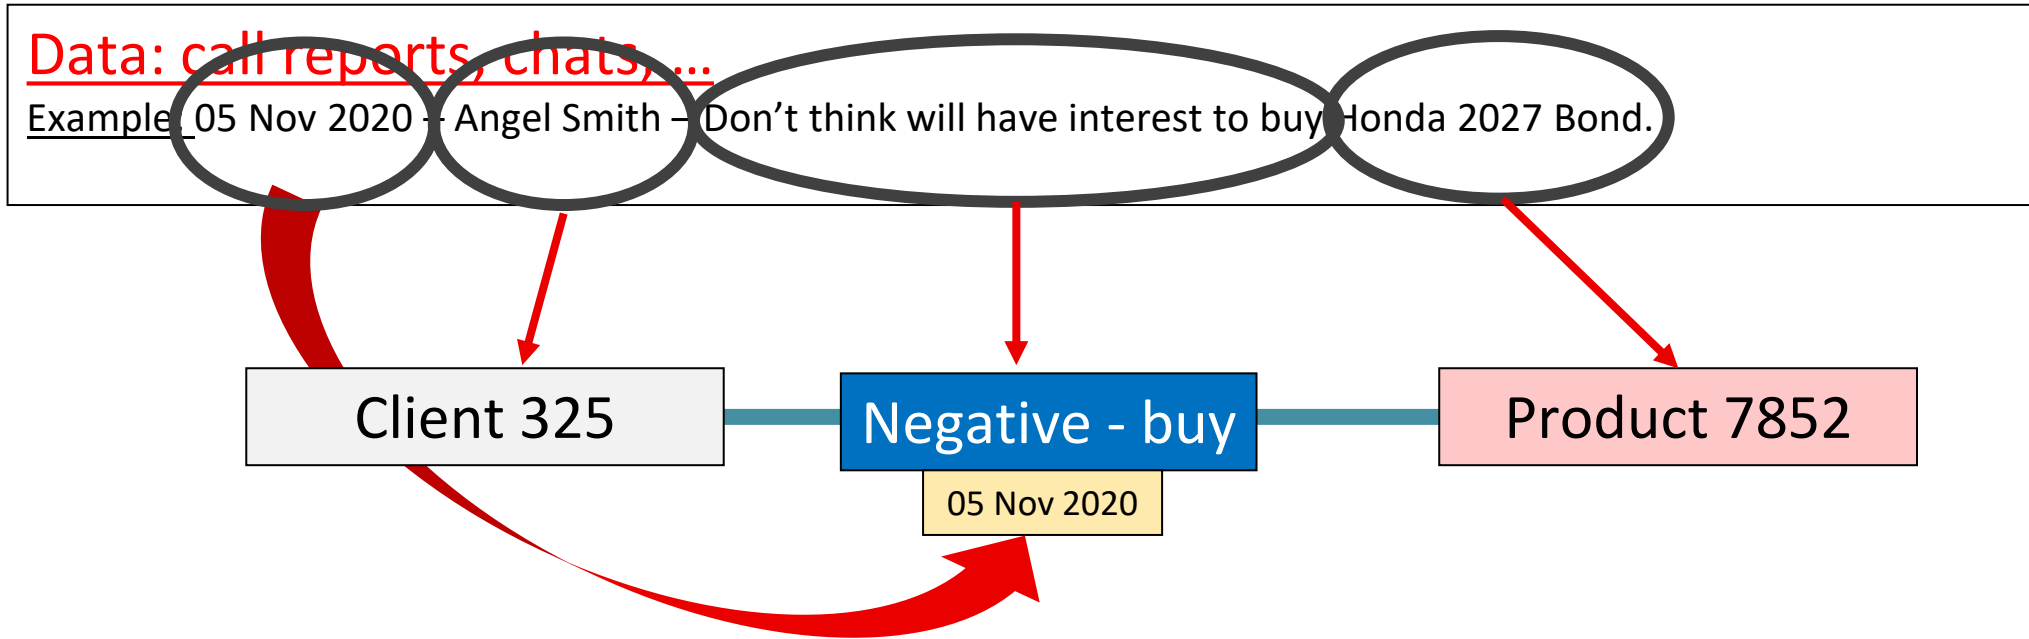 Data: call reports, chats, …
Example: 05 Nov 2020 – Angel Smith – Don’t think will have interest to buy Honda 2027 Bond.
Client 325
Negative - buy
Product 7852
05 Nov 2020